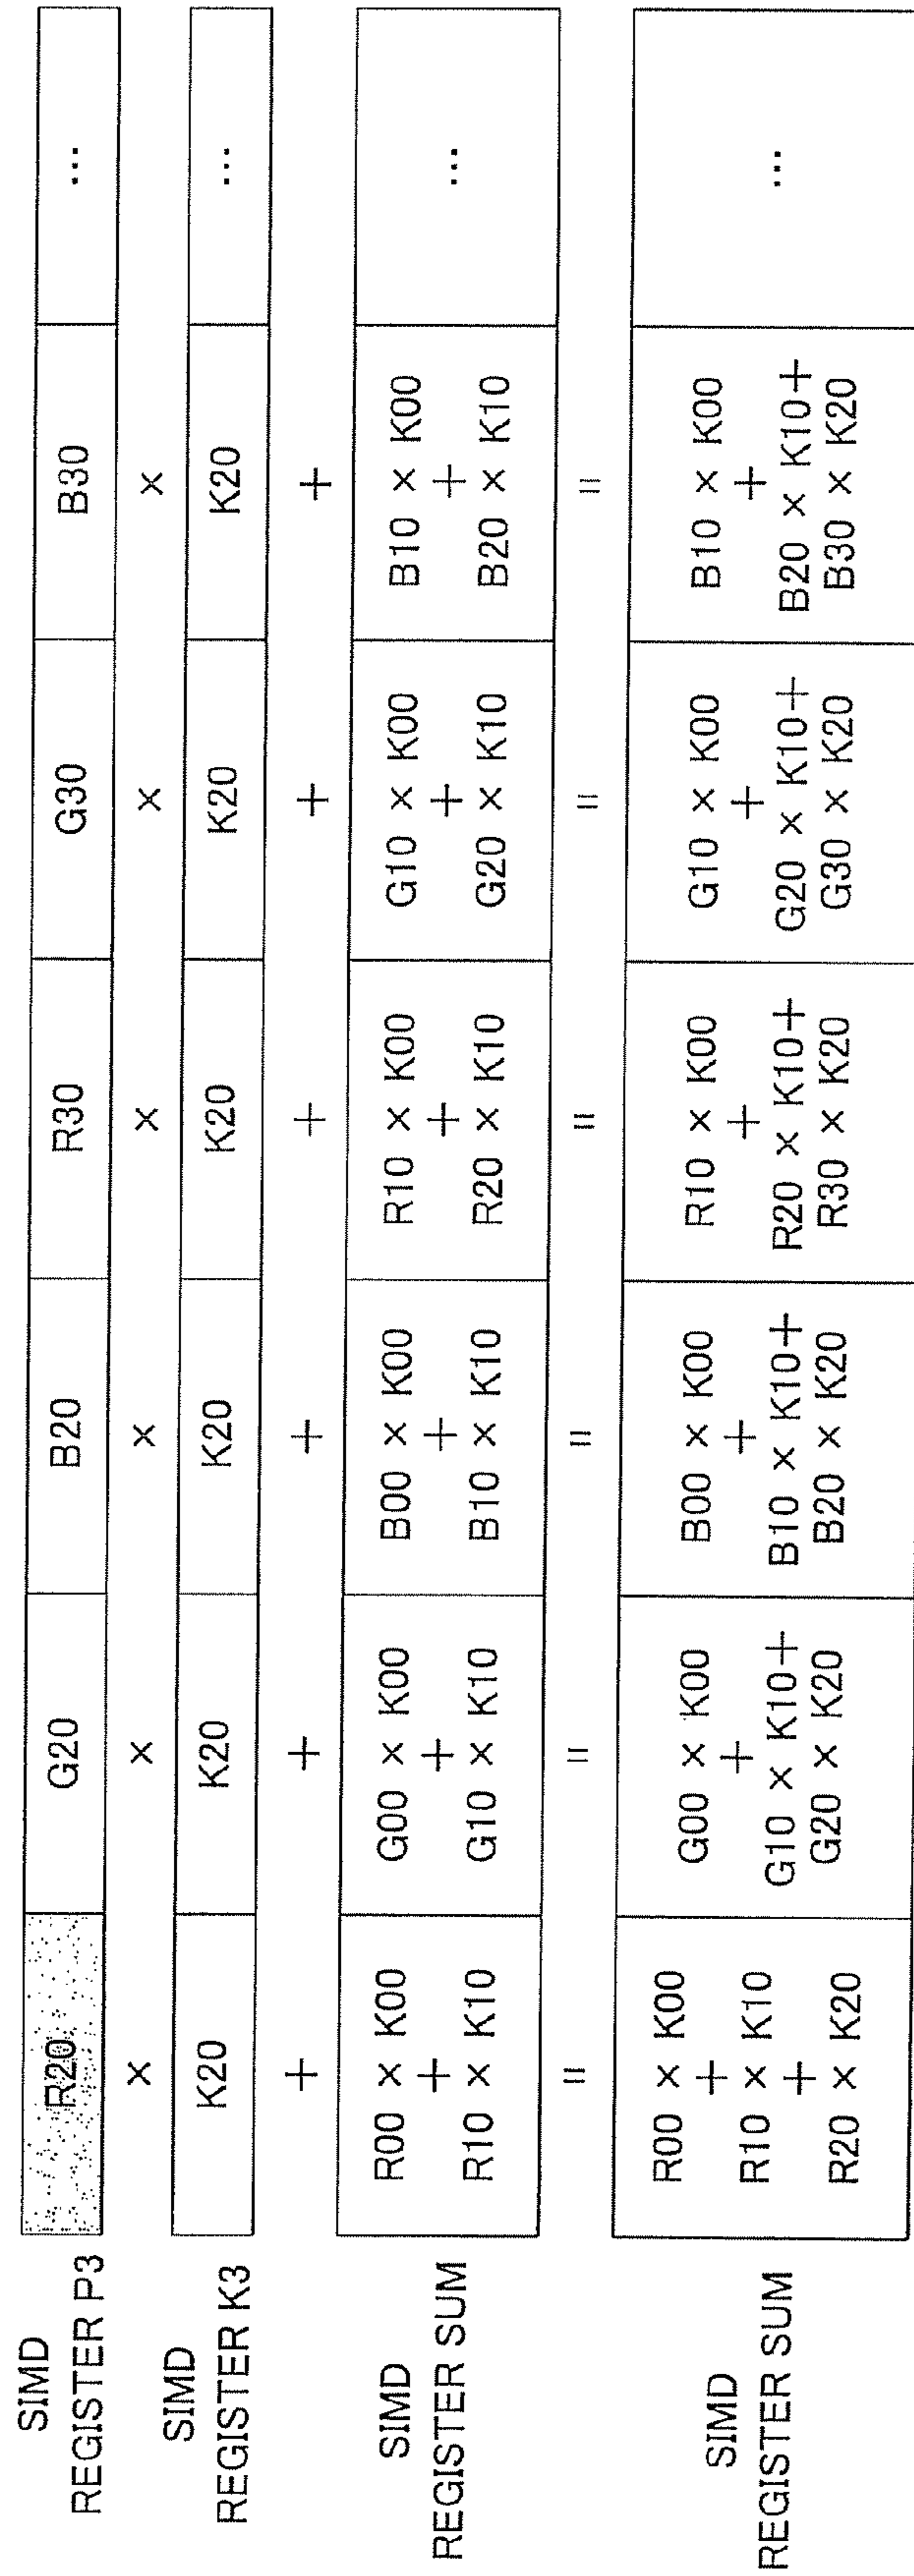 SIMD
REGISTER P3
R20 G20 B20 R30 G30 B30 ...
× × × × × ×
SIMD
REGISTER K3
K20 K20 K20 K20 K20 K20 ...
+ + + + + +
SIMD
REGISTER SUM
R00 × K00 G00 × K00 B00 × K00 R10 × K00 G10 × K00 B10 × K00
+ + + + + + ...
R10 × K10 G10 × K10 B10 × K10 R20 × K10 G20 × K10 B20 × K10
= = = = = =
SIMD
REGISTER SUM
R00 × K00
+
R10 × K10
+
R20 × K20
G00 × K00
+
G10 × K10+
G20 × K20
B00 × K00
+
B10 × K10+
B20 × K20
R10 × K00
+
R20 × K10+
R30 × K20
G10 × K00
+
G20 × K10+
G30 × K20
B10 × K00
+
B20 × K10+
B30 × K20
...